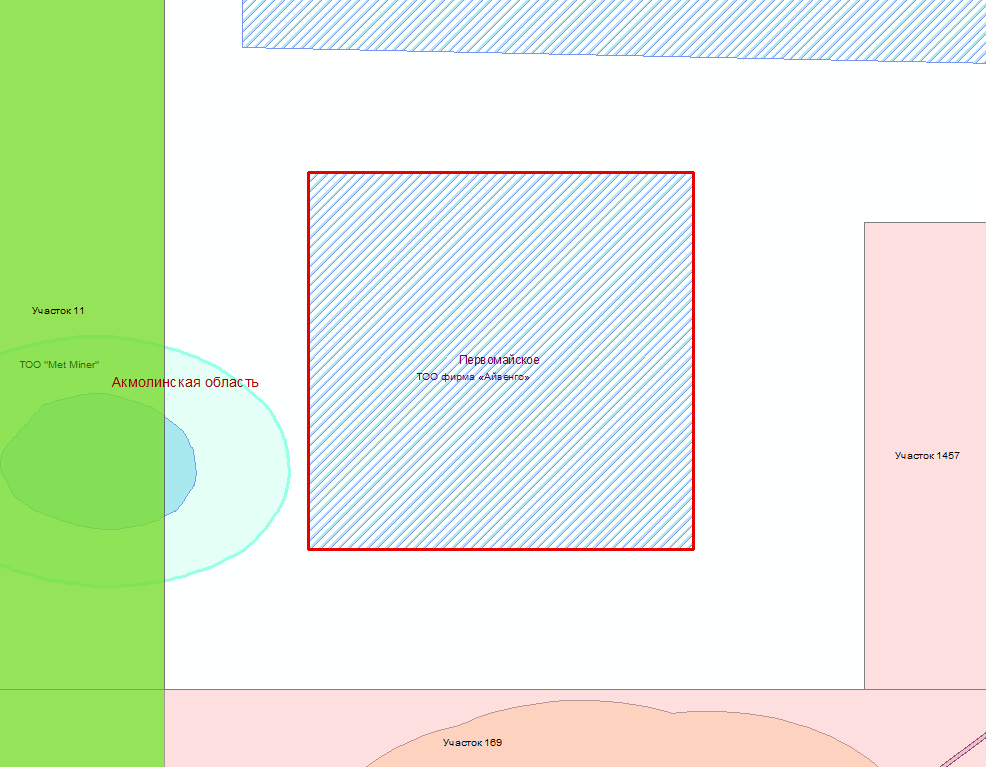 Участок 11
ТОО "Met Miner"
Акмолинская область
Первомайское
ТОО фирма «Айвенго»
Участок 1457
Участок 169